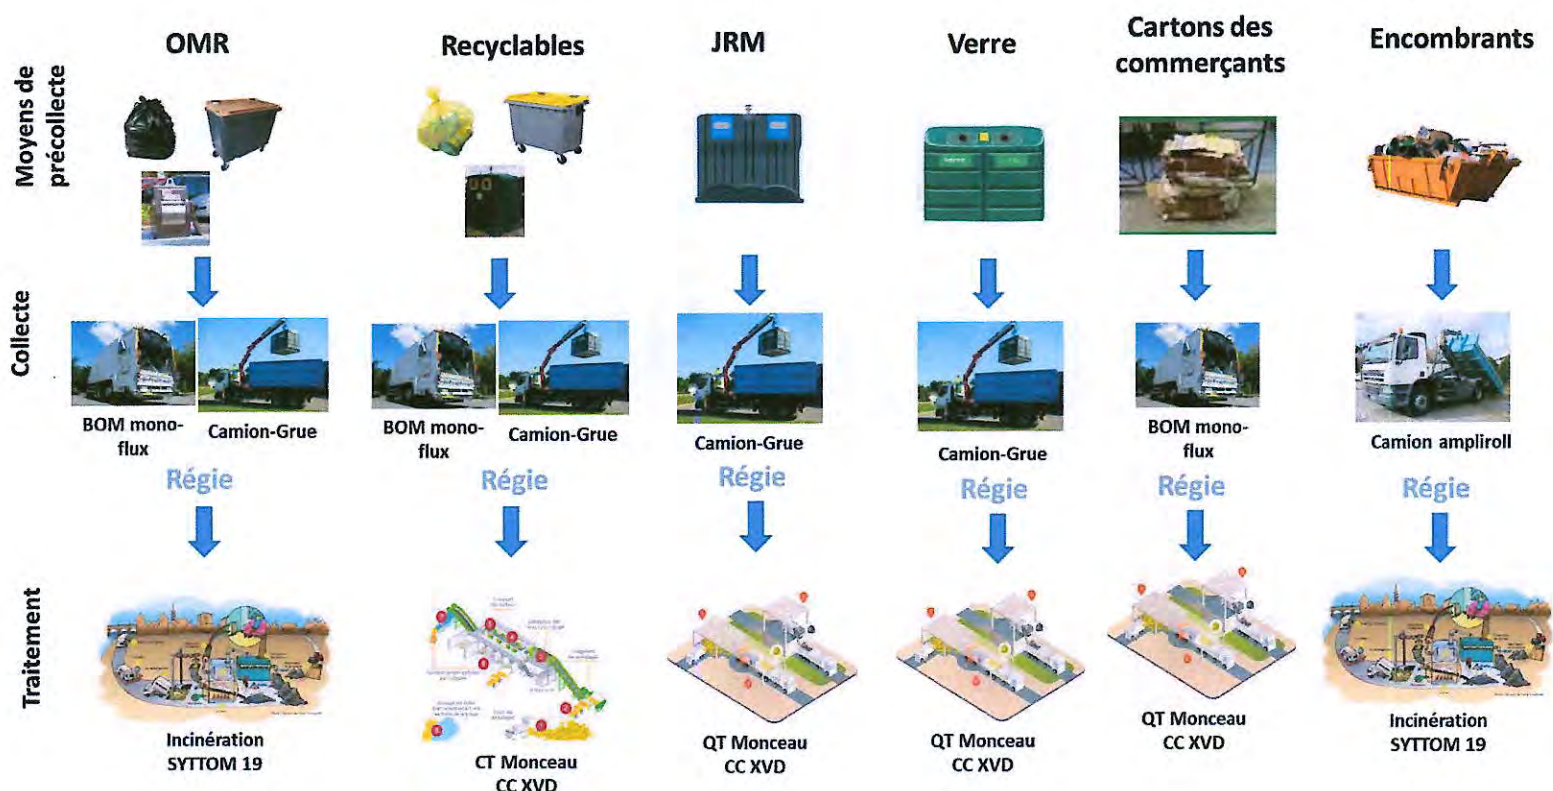 OMR
Recyclables
JRM
Verre
Cartons des
commerçants
Encombrants
Moyens de
précollecte
Collecte
BOM mono-
flux
Camion-Grue
BOM mono-
flux
Camion-Grue
Camion-Grue
Camion-Grue
BOM mono-
flux
Camion ampliroll
Régie
Régie
Régie
Régie
Régie
Régie
Traitement
Incinération
SYTTOM 19
CT Monceau
CC XVD
QT Monceau
CC XVD
QT Monceau
CC XVD
QT Monceau
CC XVD
Incinération
SYTTOM 19